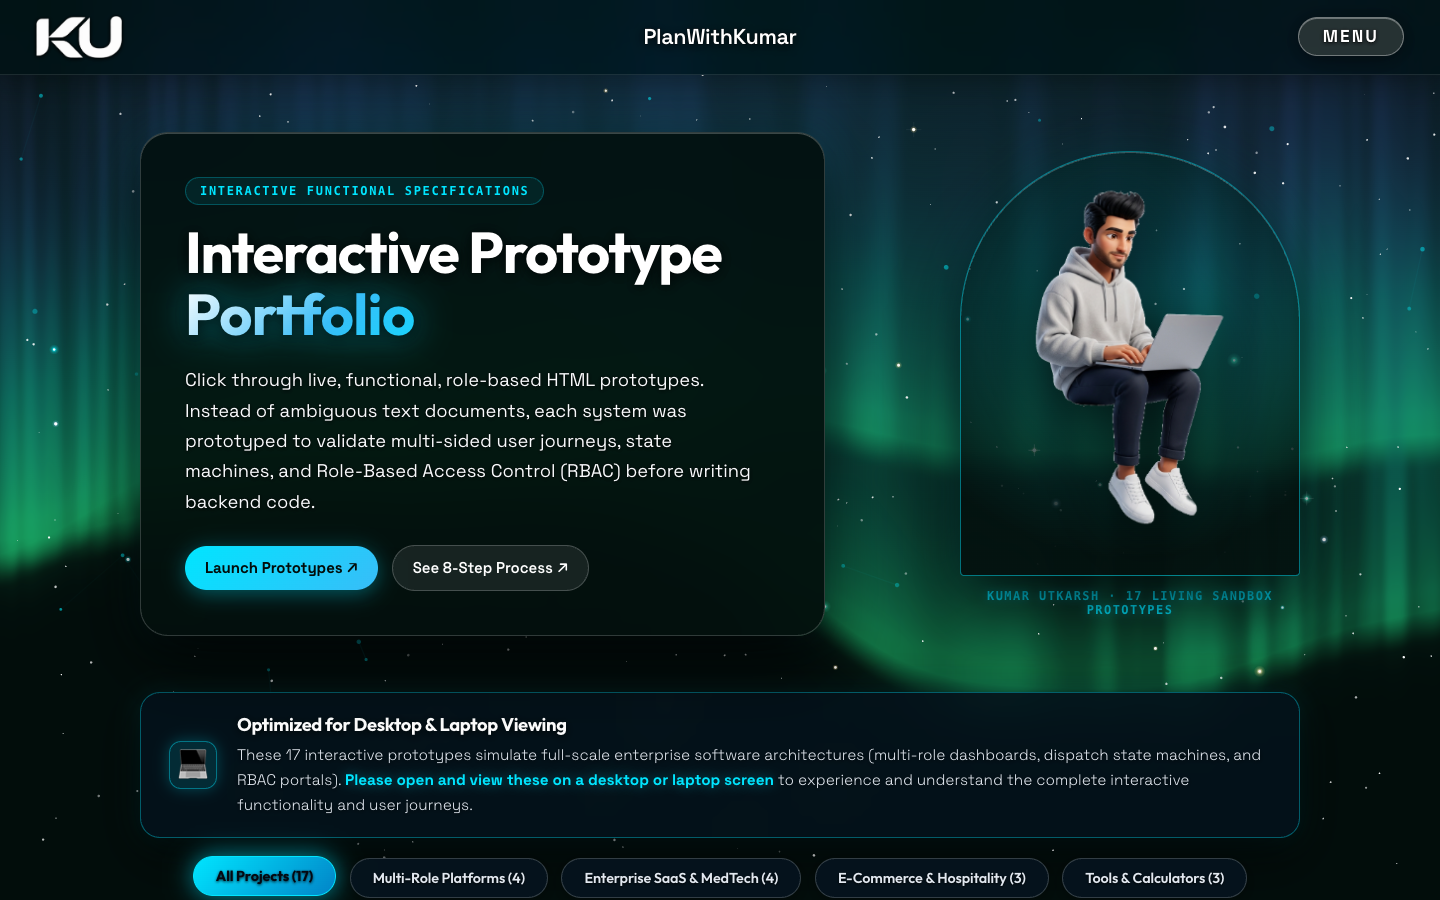 KU
PlanWithKumar
MENU
INTERACTIVE FUNCTIONAL SPECIFICATIONS
Interactive Prototype
Portfolio
Click through live, functional, role-based HTML prototypes.
Instead of ambiguous text documents, each system was
prototyped to validate multi-sided user journeys, state
machines, and Role-Based Access Control (RBAC) before writing
backend code.
Launch Prototypes ↗
See 8-Step Process ↗
KUMAR UTKARSH · 17 LIVING SANDBOX
PROTOTYPES
Optimized for Desktop & Laptop Viewing
These 17 interactive prototypes simulate full-scale enterprise software architectures (multi-role dashboards, dispatch state machines, and
RBAC portals). Please open and view these on a desktop or laptop screen to experience and understand the complete interactive
functionality and user journeys.
All Projects (17)
Multi-Role Platforms (4)
Enterprise SaaS & MedTech (4)
E-Commerce & Hospitality (3)
Tools & Calculators (3)